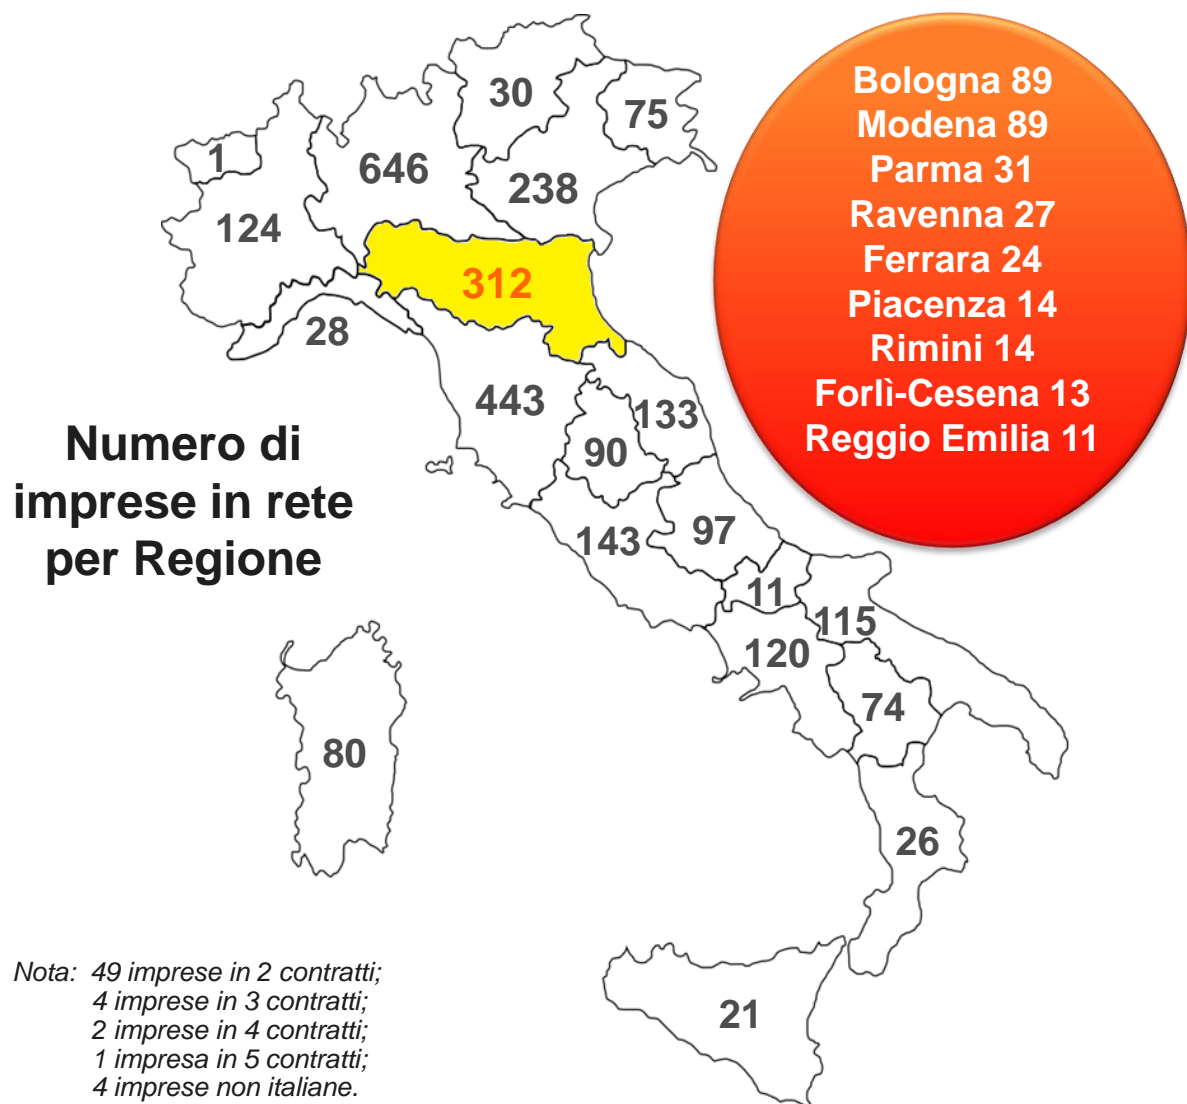 30
75
1
646
238
124
312
28
443
133
90
143
97
11
115
120
74
80
26
21
Bologna 89
Modena 89
Parma 31
Ravenna 27
Ferrara 24
Piacenza 14
Rimini 14
Forlì-Cesena 13
Reggio Emilia 11
Numero di
imprese in rete
per Regione
Nota: 49 imprese in 2 contratti;
4 imprese in 3 contratti;
2 imprese in 4 contratti;
1 impresa in 5 contratti;
4 imprese non italiane.